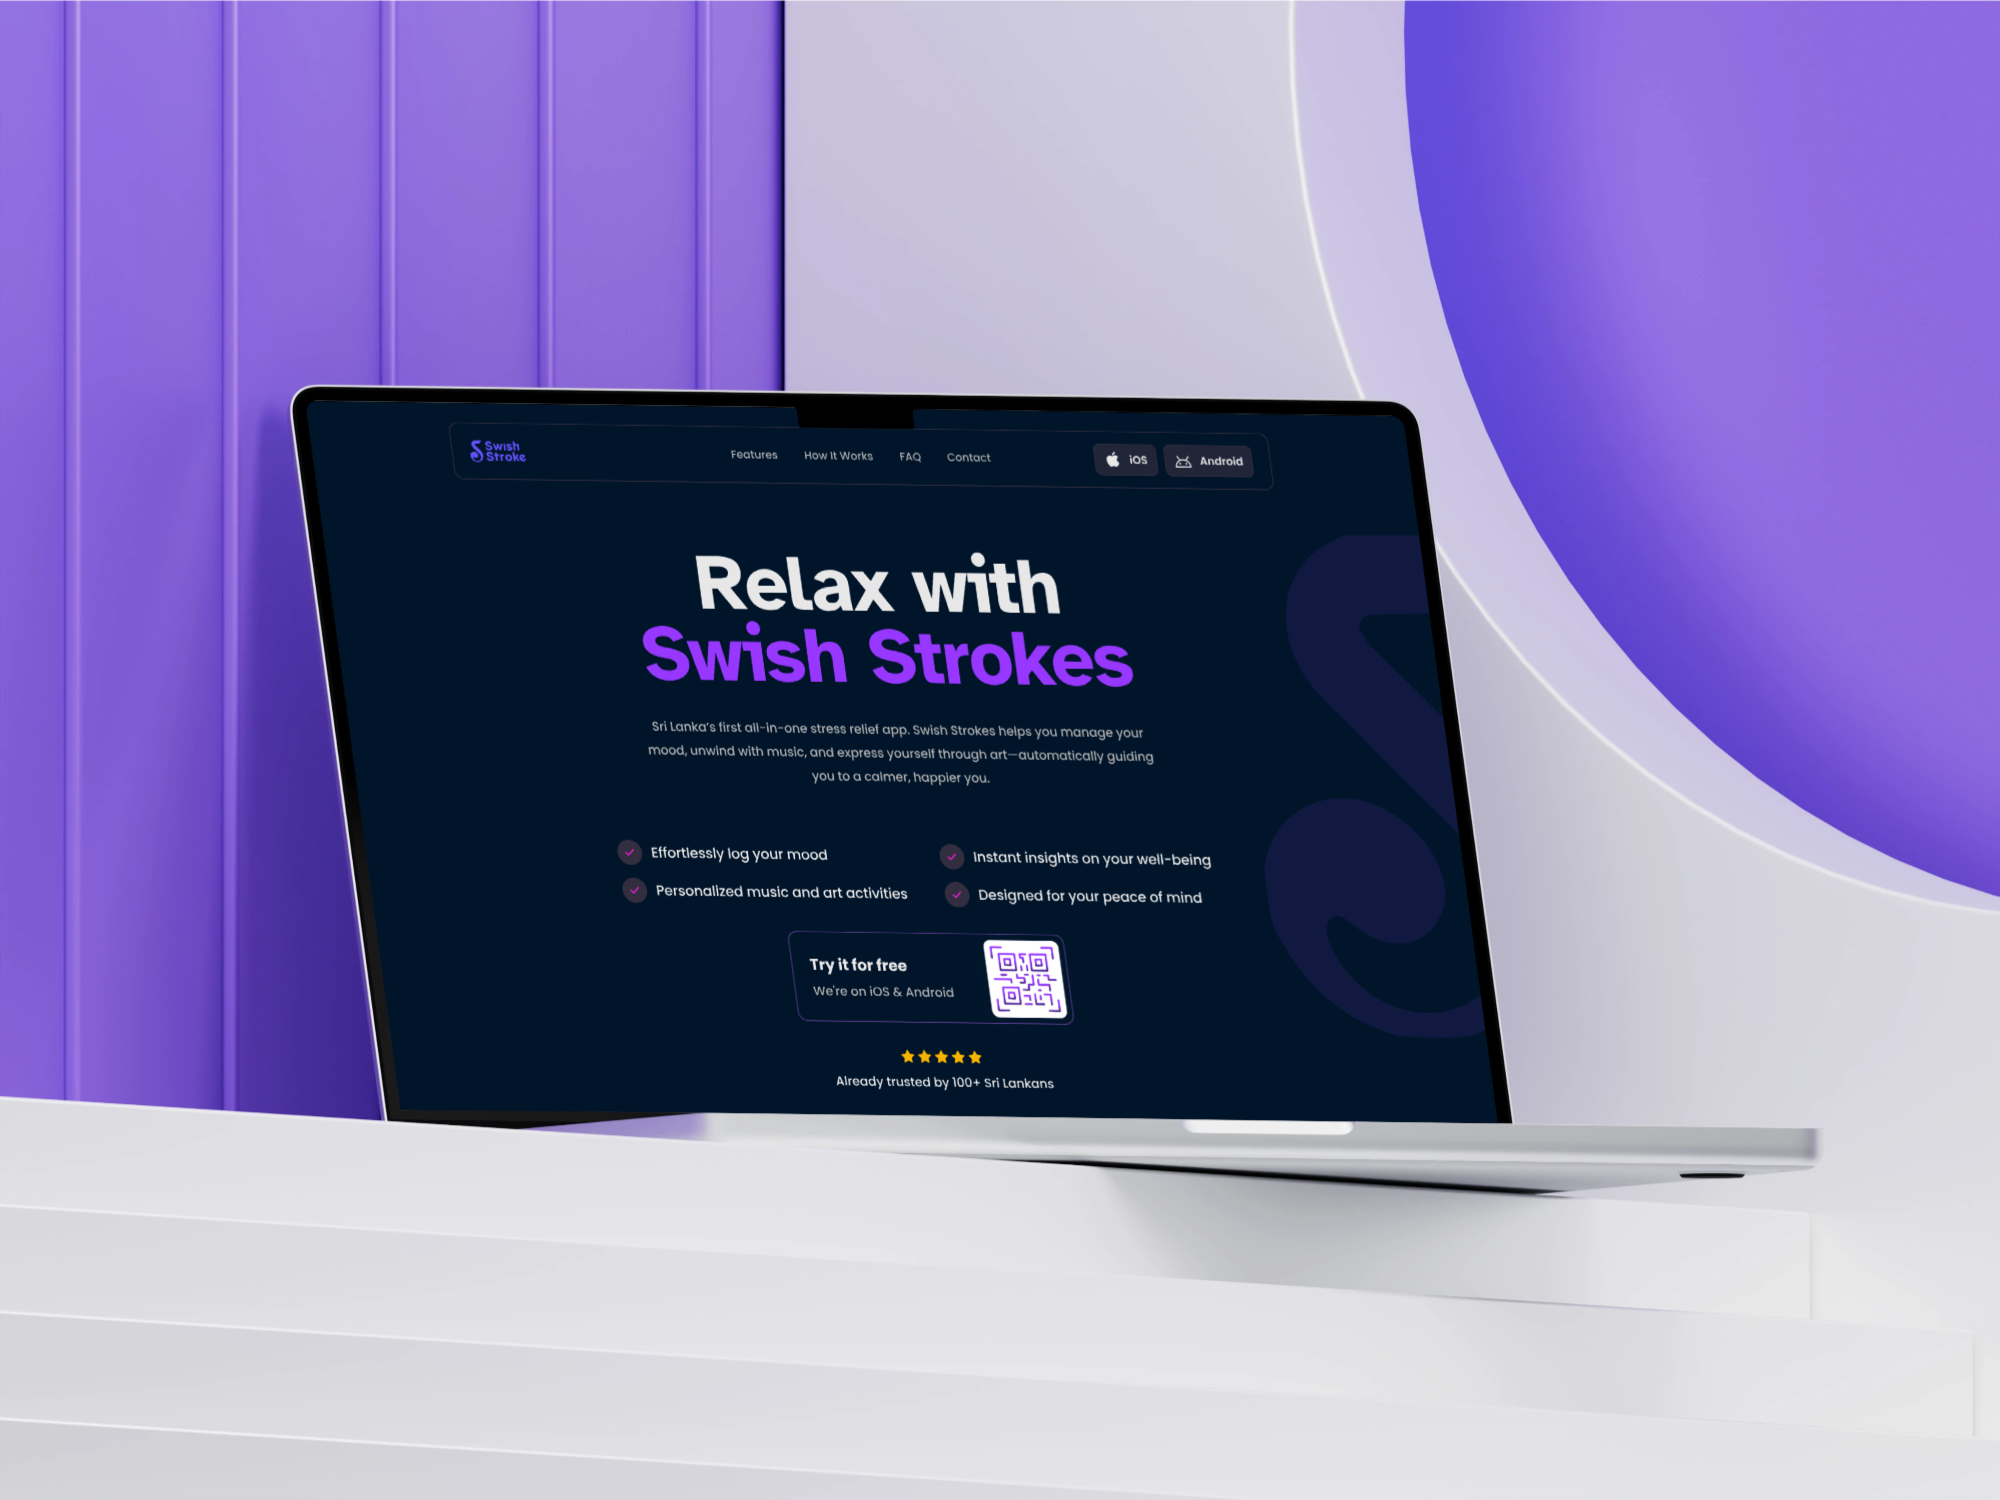 Swish
Stroke
Features
How It Works
FAQ
Contact
iOS
Android
Relax with
Swish Strokes
Sri Lanka's first all-in-one stress relief app. Swish Strokes helps you manage your
mood, unwind with music, and express yourself through art—automatically guiding
you to a calmer, happier you.
Effortlessly log your mood
Instant insights on your well-being
Personalized music and art activities
Designed for your peace of mind
Try it for free
We're on iOS & Android
Already trusted by 100+ Sri Lankans